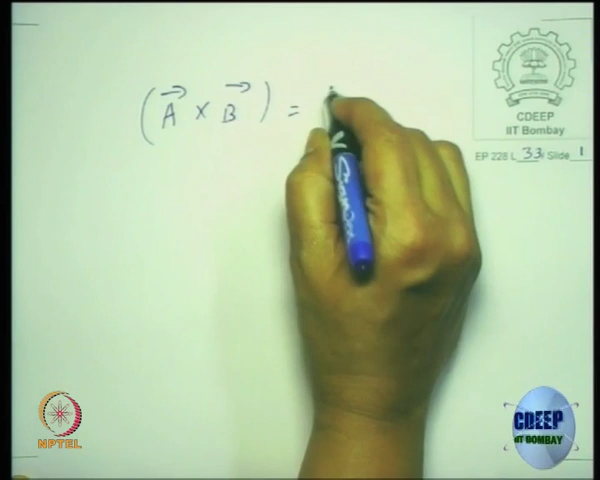 (A⃗ × B⃗) =
CDEEP
IIT Bombay
EP 228 L 33 / Slide 1
NPTEL
CDEEP
IIT BOMBAY